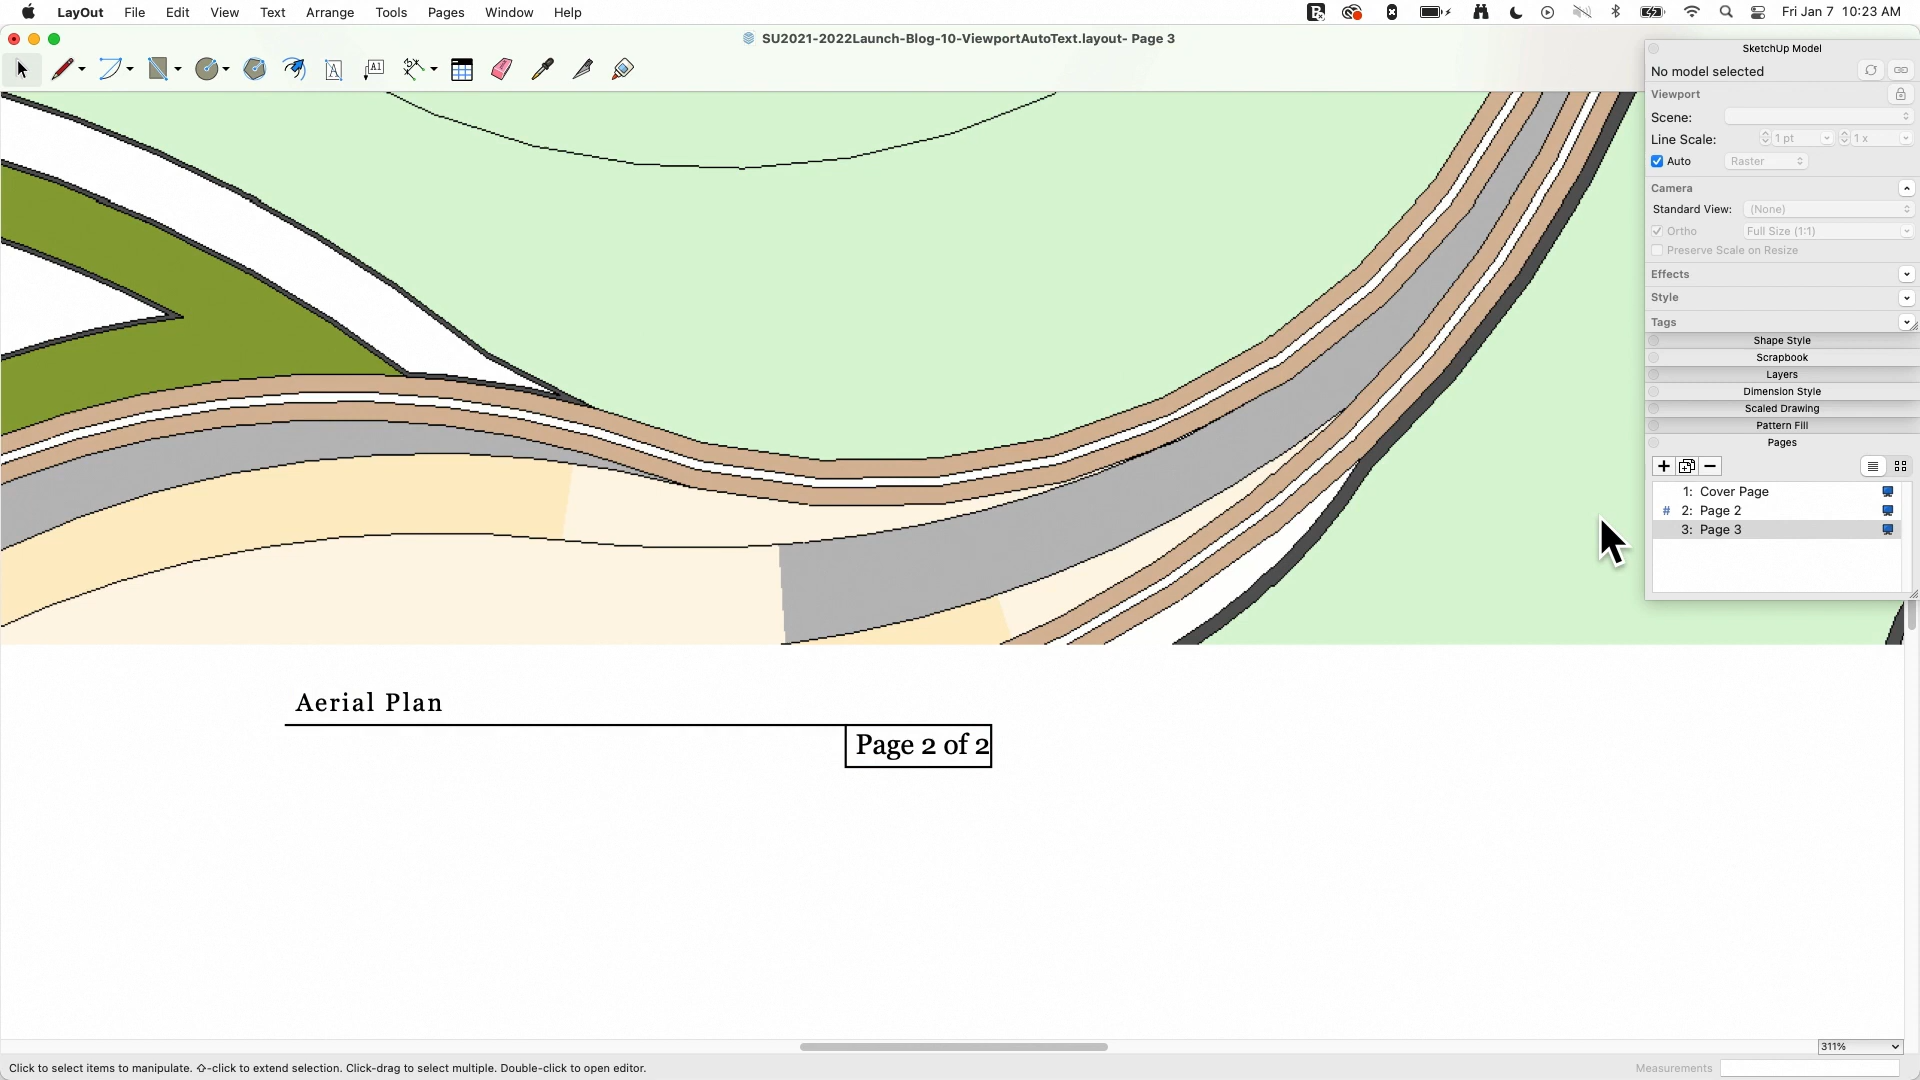 LayOut File Edit View Text Arrange Tools Pages Window Help Fri Jan 7 10:23 AM
SU2021-2022Launch-Blog-10-ViewportAutoText.layout- Page 3
SketchUp Model
No model selected
Viewport
Scene:
Line Scale: 1 pt 1 x
Auto Raster
Camera
Standard View: (None)
Ortho Full Size (1:1)
Preserve Scale on Resize
Effects
Style
Tags
Shape Style
Scrapbook
Layers
Dimension Style
Scaled Drawing
Pattern Fill
Pages
1: Cover Page
# 2: Page 2
3: Page 3
Aerial Plan
Page 2 of 2
311%
Click to select items to manipulate. ⇧-click to extend selection. Click-drag to select multiple. Double-click to open editor. Measurements